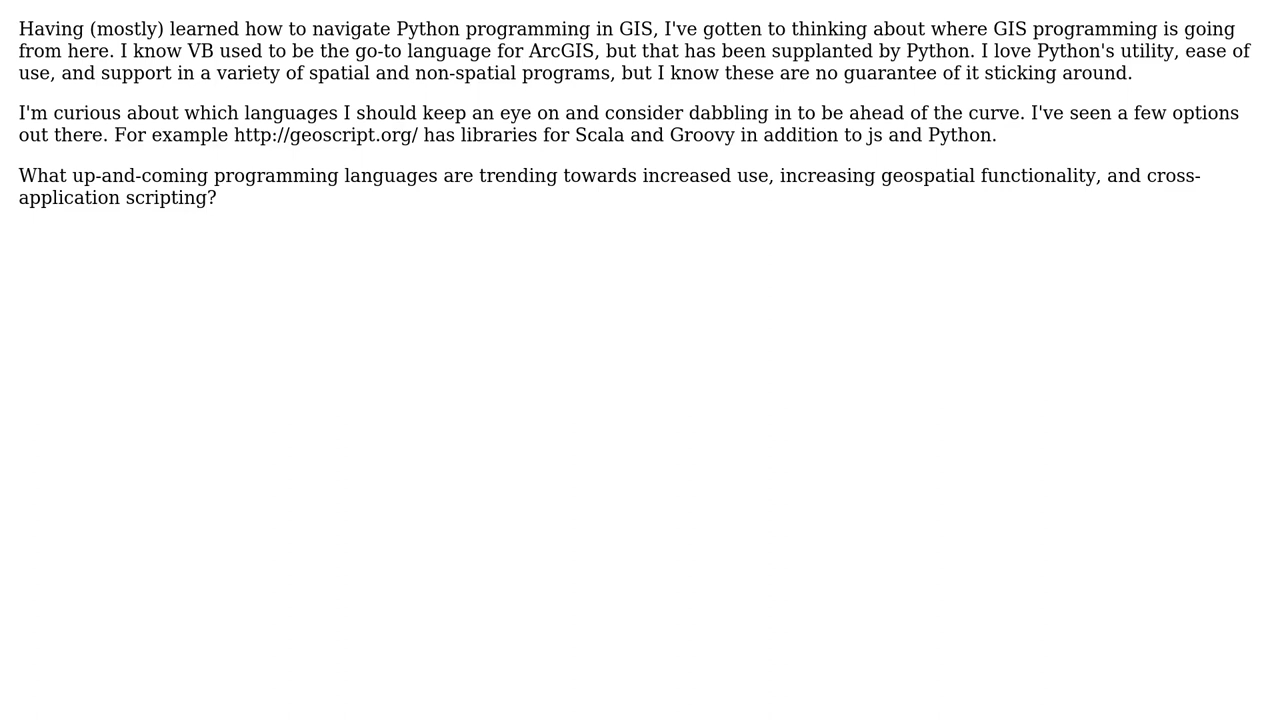 Having (mostly) learned how to navigate Python programming in GIS, I've gotten to thinking about where GIS programming is going
from here. I know VB used to be the go-to language for ArcGIS, but that has been supplanted by Python. I love Python's utility, ease of
use, and support in a variety of spatial and non-spatial programs, but I know these are no guarantee of it sticking around.
I'm curious about which languages I should keep an eye on and consider dabbling in to be ahead of the curve. I've seen a few options
out there. For example http://geoscript.org/ has libraries for Scala and Groovy in addition to js and Python.
What up-and-coming programming languages are trending towards increased use, increasing geospatial functionality, and cross-
application scripting?